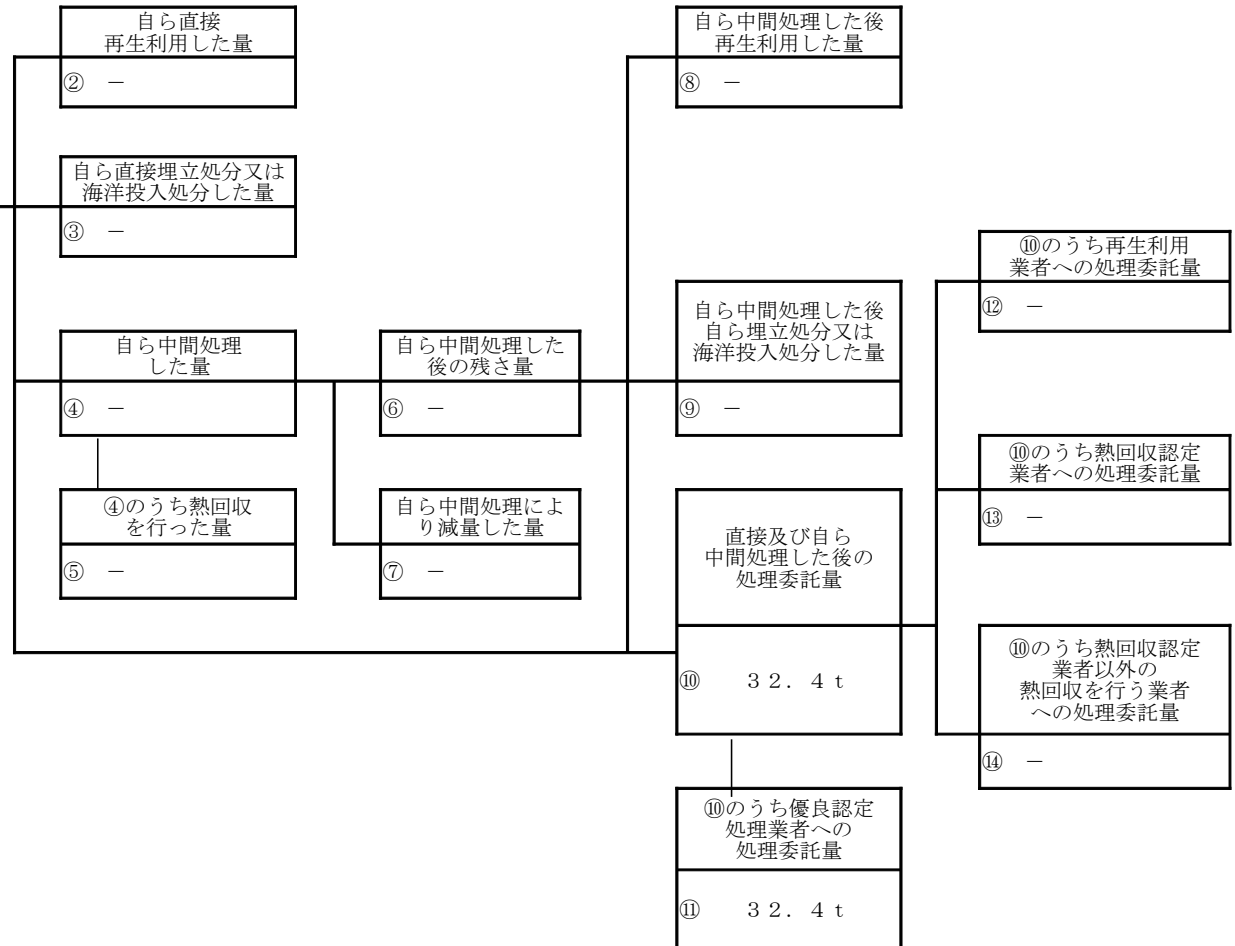 自ら直接
再生利用した量
② －
自ら中間処理した後
再生利用した量
⑧ －
自ら直接埋立処分又は
海洋投入処分した量
③ －
⑩のうち再生利用
業者への処理委託量
⑫ －
自ら中間処理
した量
④ －
自ら中間処理した
後の残さ量
⑥ －
自ら中間処理した後
自ら埋立処分又は
海洋投入処分した量
⑨ －
⑩のうち熱回収認定
業者への処理委託量
⑬ －
④のうち熱回収
を行った量
⑤ －
自ら中間処理によ
り減量した量
⑦ －
直接及び自ら
中間処理した後の
処理委託量
⑩ ３２．４ｔ
⑩のうち熱回収認定
業者以外の
熱回収を行う業者
への処理委託量
⑭ －
⑩のうち優良認定
処理業者への
処理委託量
⑪ ３２．４ｔ